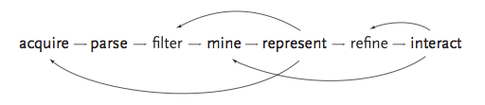 acquire — parse — filter — mine — represent — refine — interact